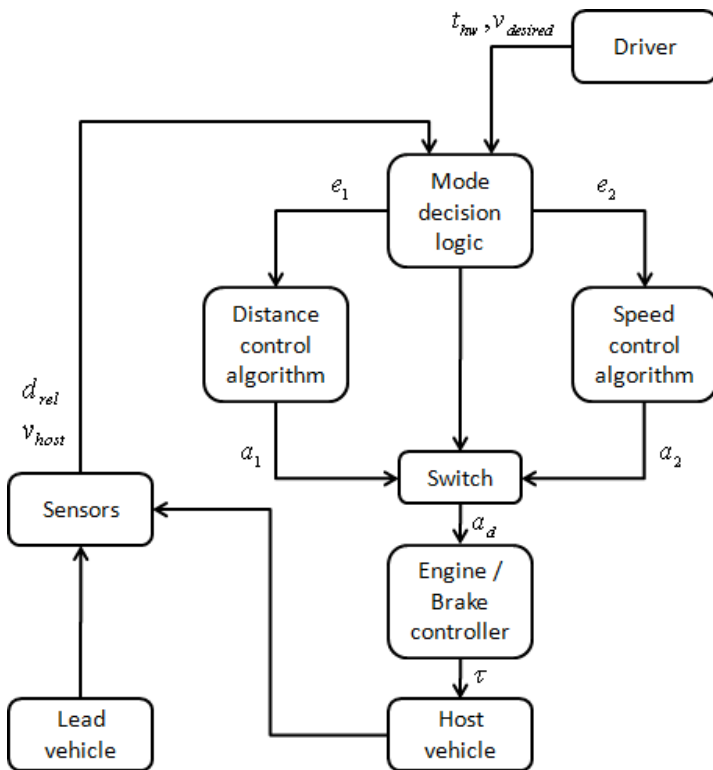 t_hw , v_desired
Driver
Mode
decision
logic
e_1
e_2
Distance
control
algorithm
Speed
control
algorithm
d_rel
v_host
a_1
a_2
Switch
Sensors
a_d
Engine /
Brake
controller
τ
Lead
vehicle
Host
vehicle